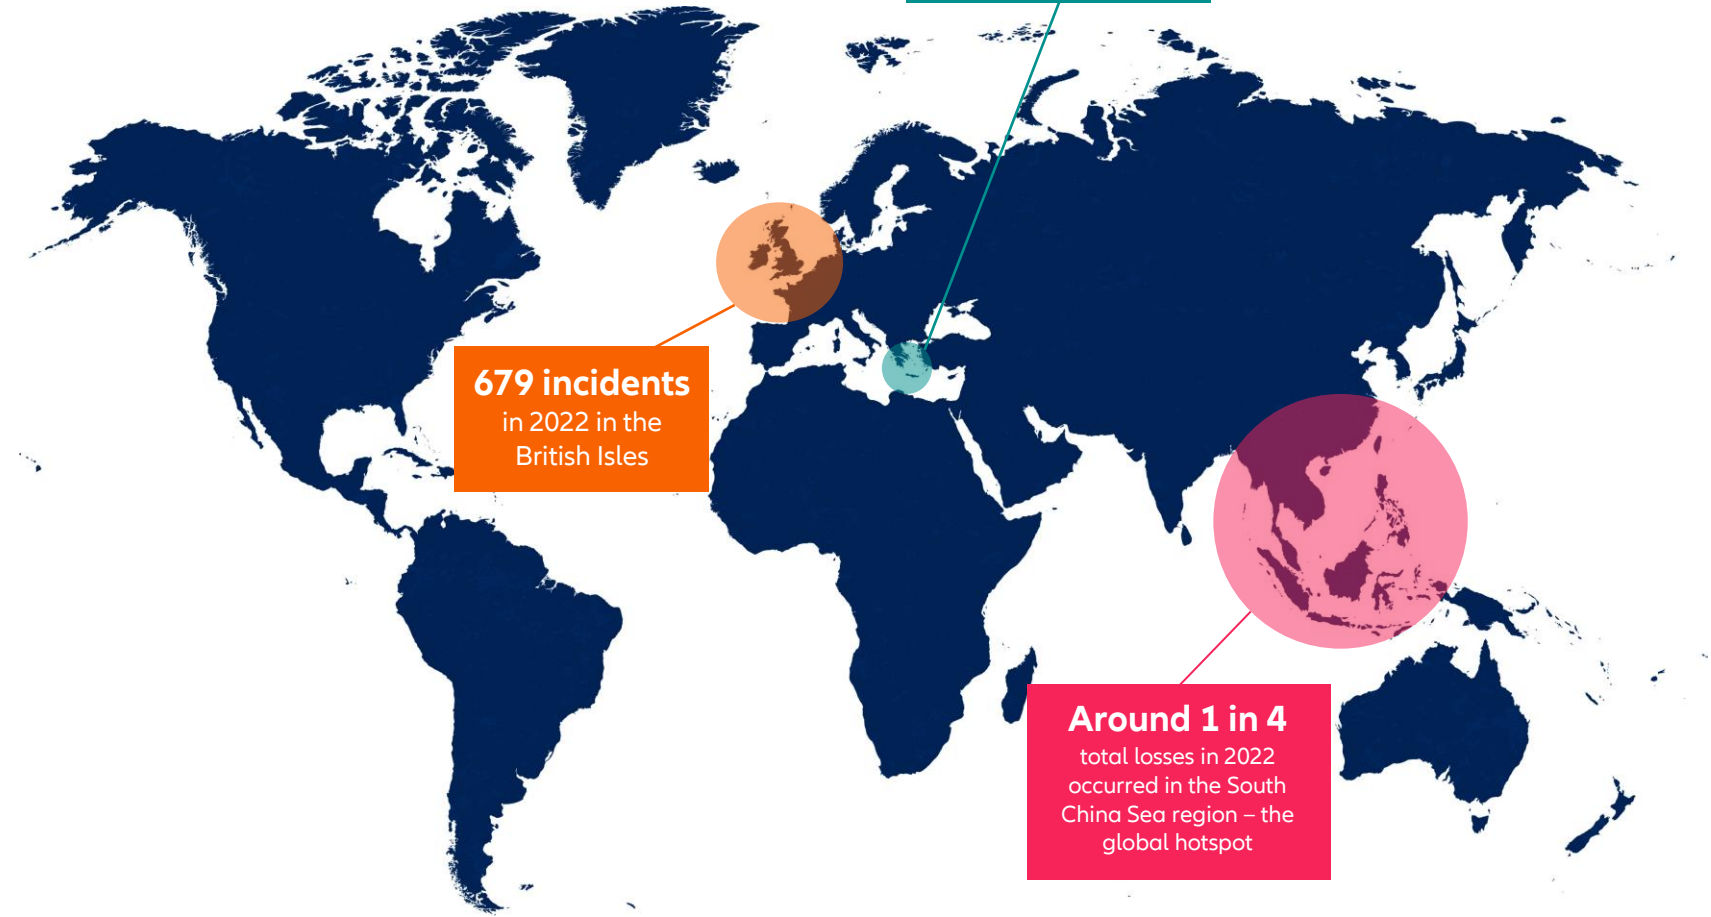 679 incidents
in 2022 in the
British Isles
Around 1 in 4
total losses in 2022
occurred in the South
China Sea region – the
global hotspot